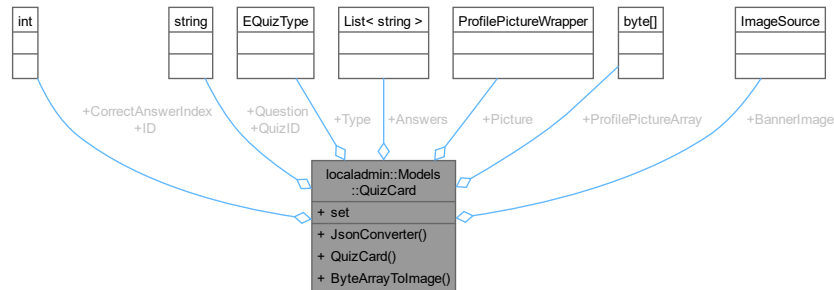 int
string
EQuizType
List< string >
ProfilePictureWrapper
byte[]
ImageSource
+CorrectAnswerIndex
+ID
+Question
+QuizID
+Type
+Answers
+Picture
+ProfilePictureArray
+BannerImage
localadmin::Models
::QuizCard
+ set
+ JsonConverter()
+ QuizCard()
+ ByteArrayToImage()